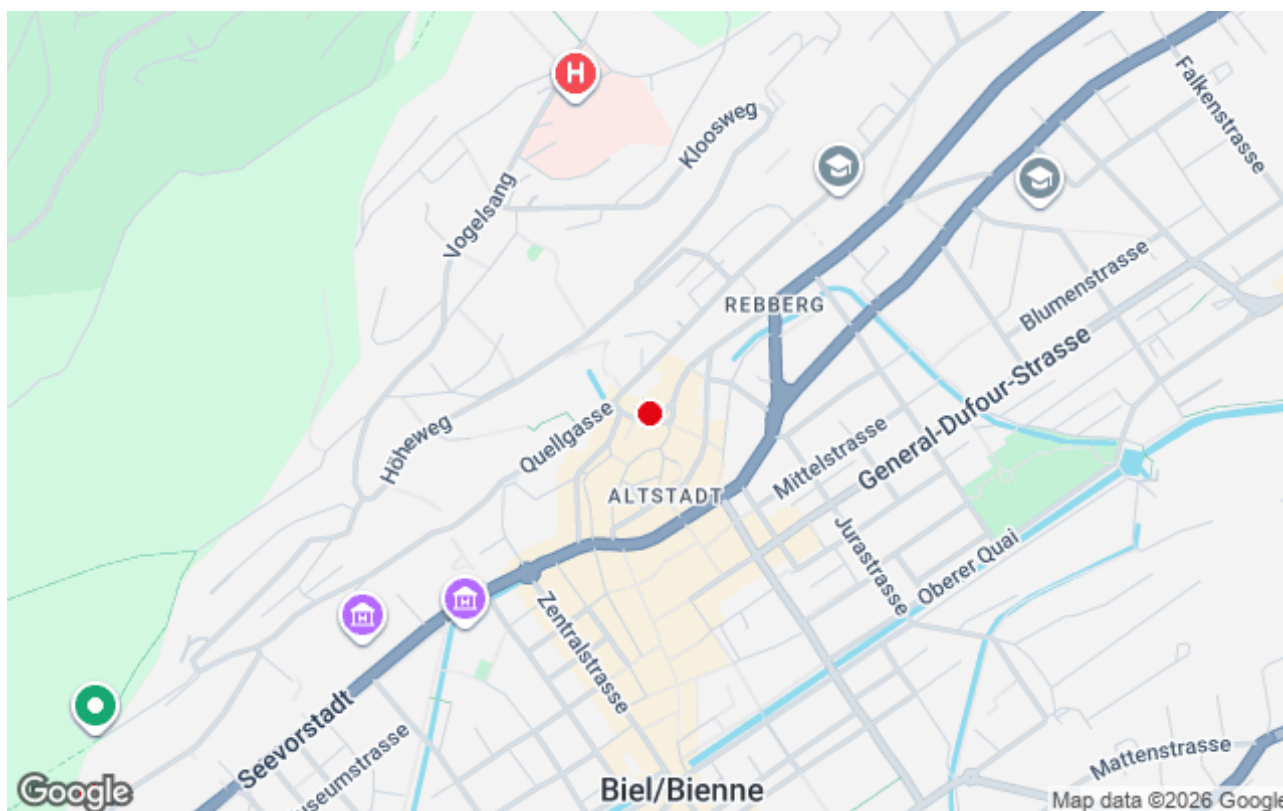 H
Falkenstrasse
Kloosweg
Vogelsang
REBBERG
Blumenstrasse
General-Dufour-Strasse
Höheweg
Quellgasse
Mittelstrasse
ALTSTADT
Jurastrasse
Oberer Quai
Zentralstrasse
Seevorstadt
useumstrasse
Mattenstrasse
Biel/Bienne
Google
Map data ©2026 Google